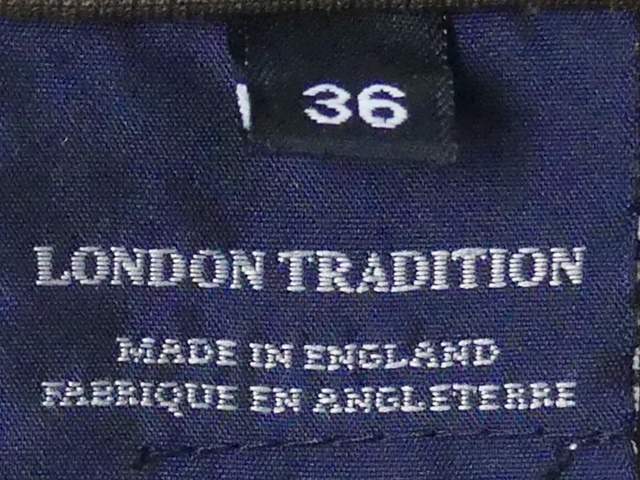 36
LONDON TRADITION
MADE IN ENGLAND
FABRIQUE EN ANGLETERRE